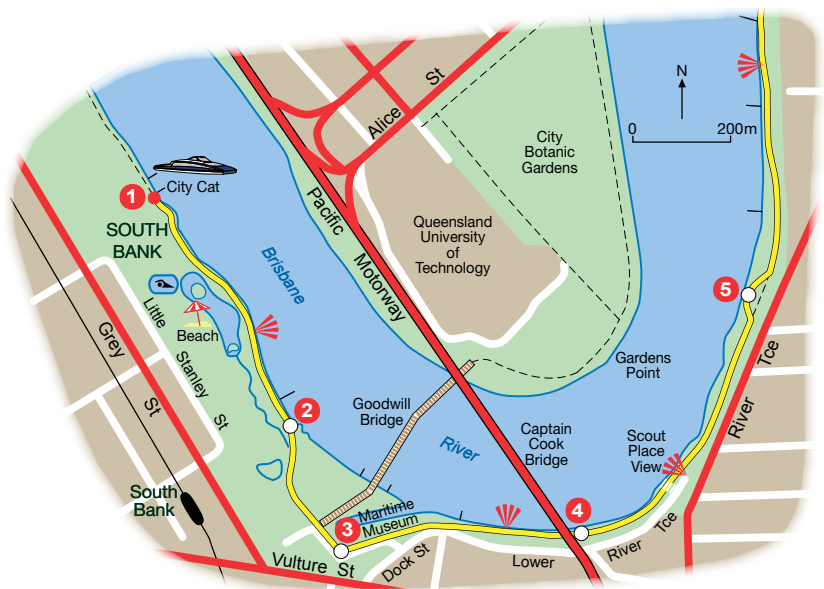 N
0 200m
Alice St
City
Botanic
Gardens
City Cat
1
SOUTH
BANK
Pacific Motorway
Queensland
University
of
Technology
Brisbane
5
Beach
Little Stanley St
Grey St
Gardens
Point
River Tce
2
Goodwill
Bridge
Captain
Cook
Bridge
River
Scout
Place
View
South
Bank
Maritime
Museum
3
4
Vulture St
Dock St
Lower River Tce